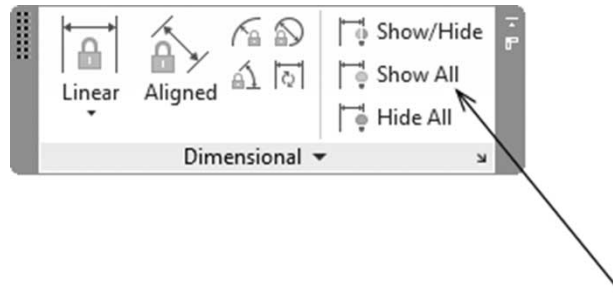 Linear
Aligned
Show/Hide
Show All
Hide All
Dimensional